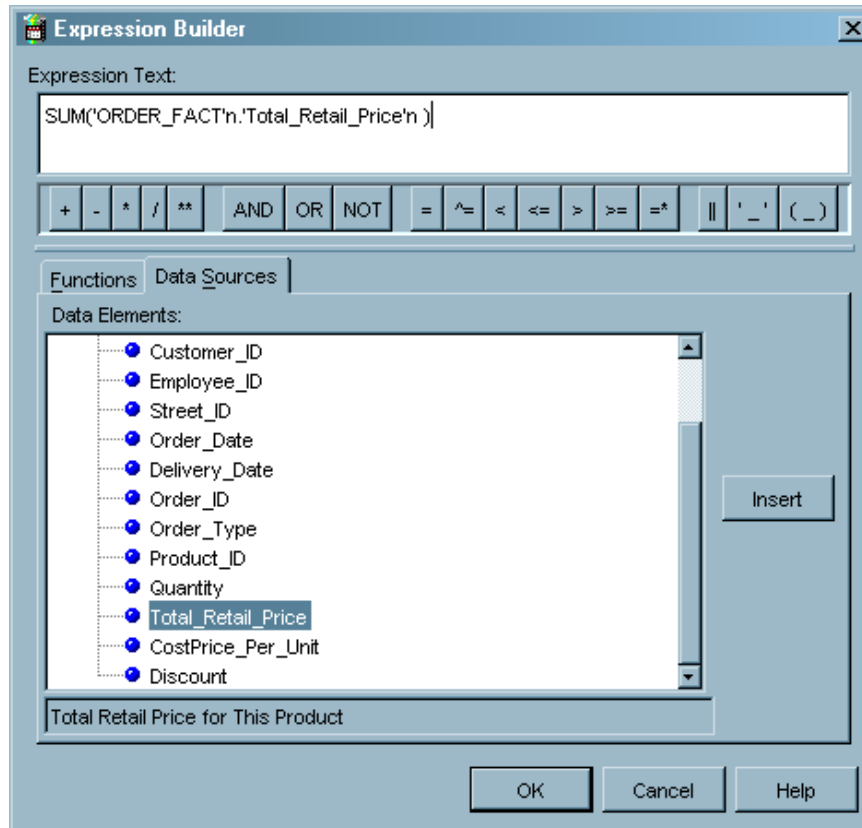 Expression Builder
Expression Text:
SUM('ORDER_FACT'n.'Total_Retail_Price'n )
+ - * / ** AND OR NOT = ^= < <= > >= =* || ' _ ' ( _ )
Functions Data Sources
Data Elements:
Customer_ID
Employee_ID
Street_ID
Order_Date
Delivery_Date
Order_ID
Order_Type
Product_ID
Quantity
Total_Retail_Price
CostPrice_Per_Unit
Discount
Insert
Total Retail Price for This Product
OK Cancel Help